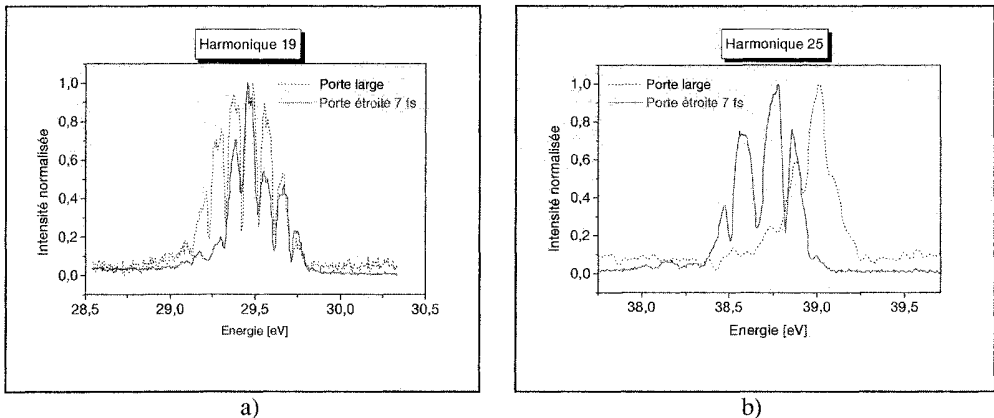 Harmonique 19
Porte large
Porte étroite 7 fs
Intensité normalisée
1,0
0,8
0,6
0,4
0,2
0,0
28,5
29,0
29,5
30,0
30,5
Energie [eV]
a)
Harmonique 25
Porte large
Porte étroite 7 fs
Intensité normalisée
1,0
0,8
0,6
0,4
0,2
0,0
38,0
38,5
39,0
39,5
Energie [eV]
b)